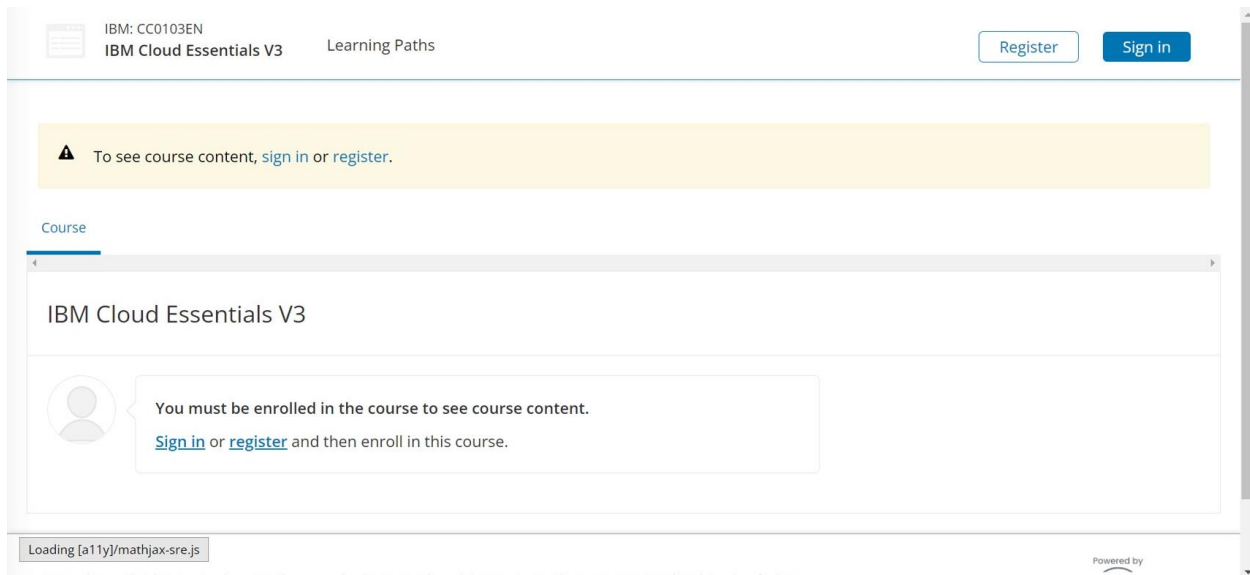 IBM: CC0103EN
IBM Cloud Essentials V3
Learning Paths
Register
Sign in
To see course content, sign in or register.
Course
IBM Cloud Essentials V3
You must be enrolled in the course to see course content.
Sign in or register and then enroll in this course.
Loading [a11y]/mathjax-sre.js
Powered by